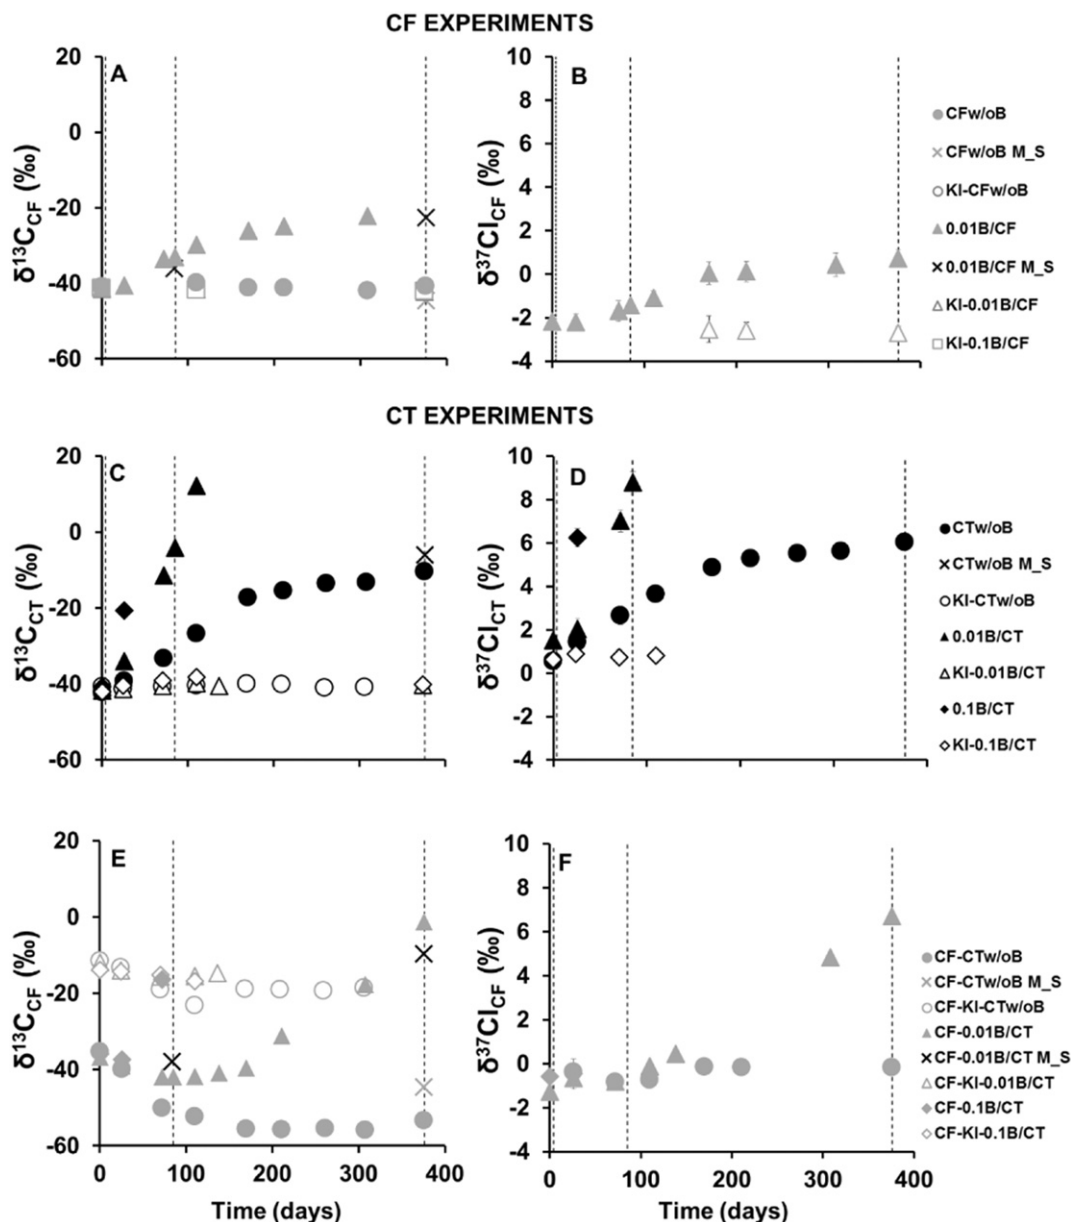 CF EXPERIMENTS
20
0
-20
-40
-60
A
δ¹³C_CF (‰)
10
8
6
4
2
0
-2
-4
B
δ³⁷Cl_CF (‰)
CFw/oB
CFw/oB M_S
KI-CFw/oB
0.01B/CF
0.01B/CF M_S
KI-0.01B/CF
KI-0.1B/CF
CT EXPERIMENTS
20
0
-20
-40
-60
C
δ¹³C_CT (‰)
10
8
6
4
2
0
-2
-4
D
δ³⁷Cl_CT (‰)
CTw/oB
CTw/oB M_S
KI-CTw/oB
0.01B/CT
KI-0.01B/CT
0.1B/CT
KI-0.1B/CT
20
0
-20
-40
-60
E
δ¹³C_CF (‰)
0 100 200 300 400
Time (days)
10
8
6
4
2
0
-2
-4
F
δ³⁷Cl_CF (‰)
0 100 200 300 400
Time (days)
CF-CTw/oB
CF-CTw/oB M_S
CF-KI-CTw/oB
CF-0.01B/CT
CF-0.01B/CT M_S
CF-KI-0.01B/CT
CF-0.1B/CT
CF-KI-0.1B/CT